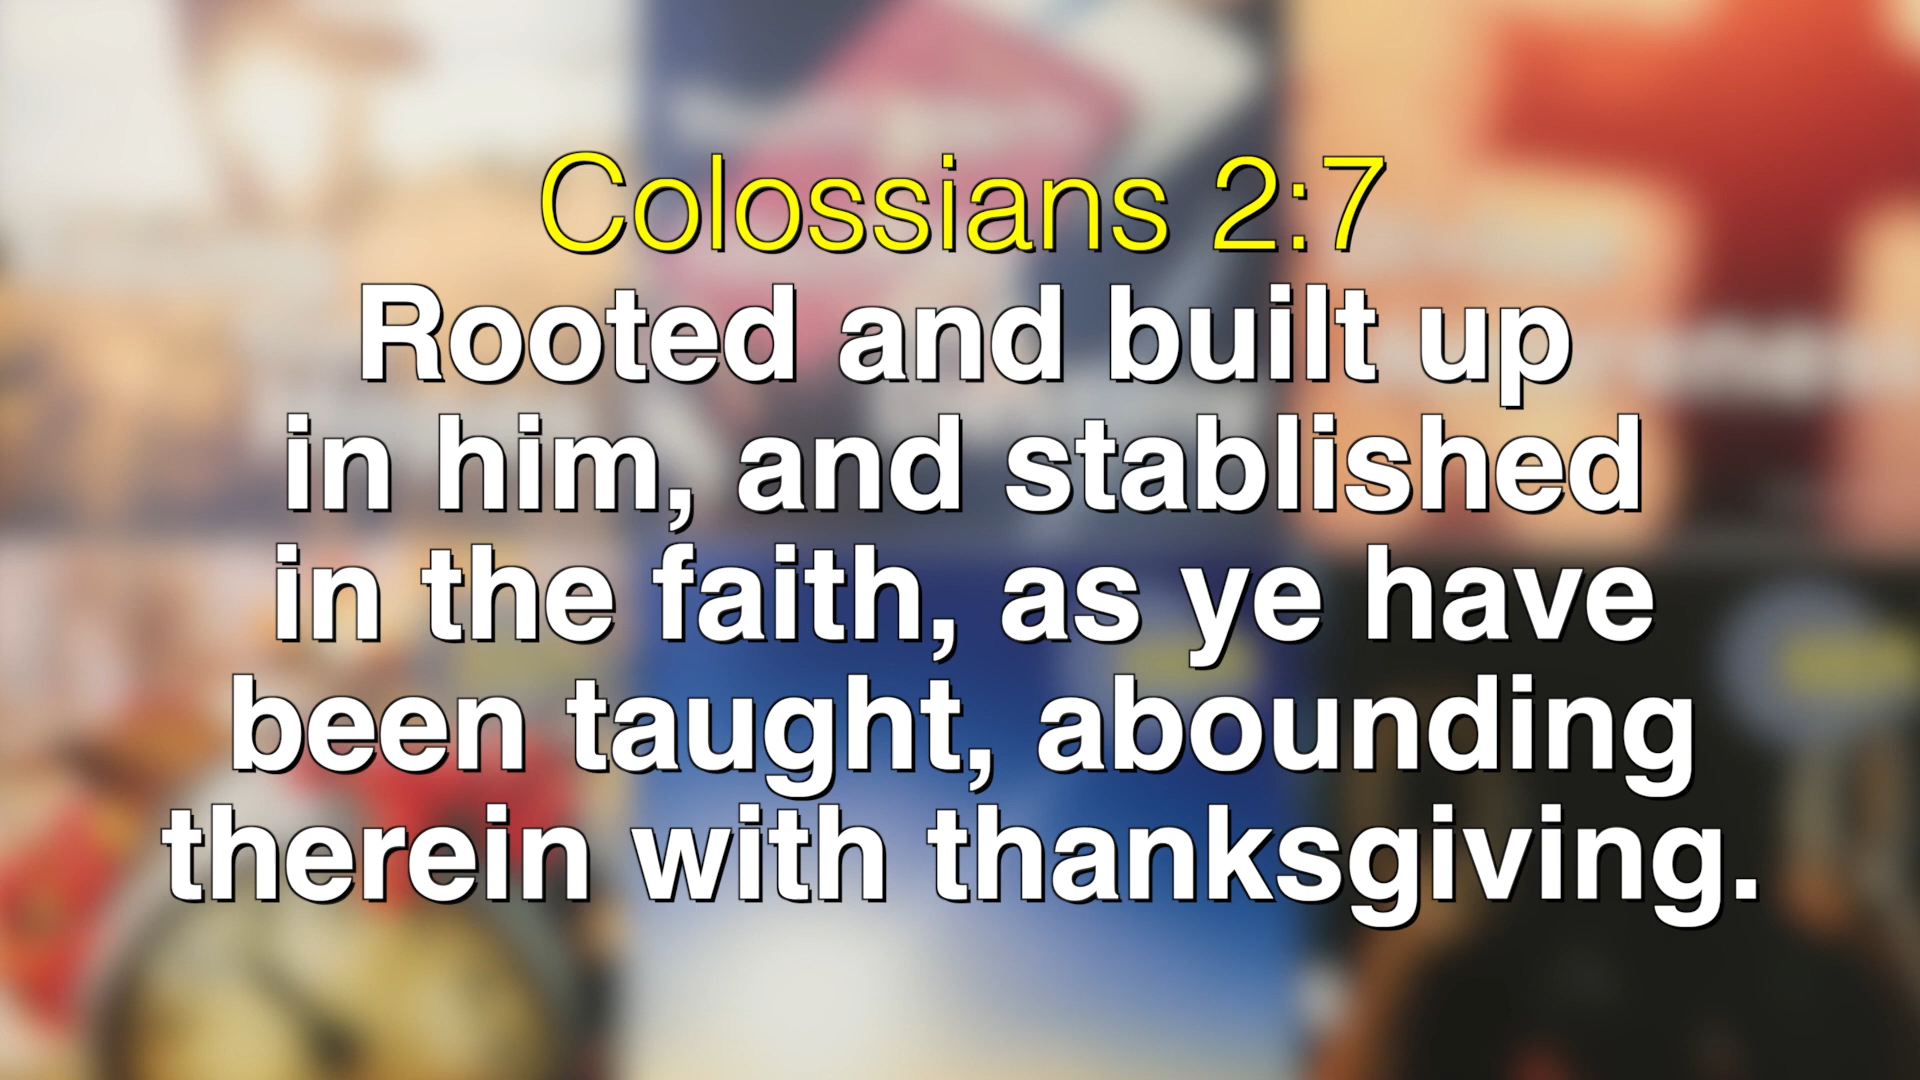 Colossians 2:7
Rooted and built up
in him, and stablished
in the faith, as ye have
been taught, abounding
therein with thanksgiving.